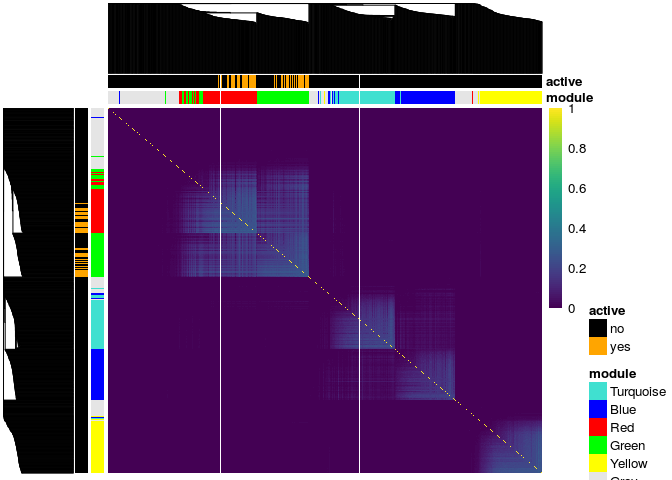 active
module
1
0.8
0.6
0.4
0.2
0
active
no
yes
module
Turquoise
Blue
Red
Green
Yellow